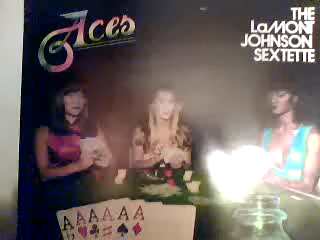 Aces
THE
LaMONT
JOHNSON
SEXTETTE
A A A A A A